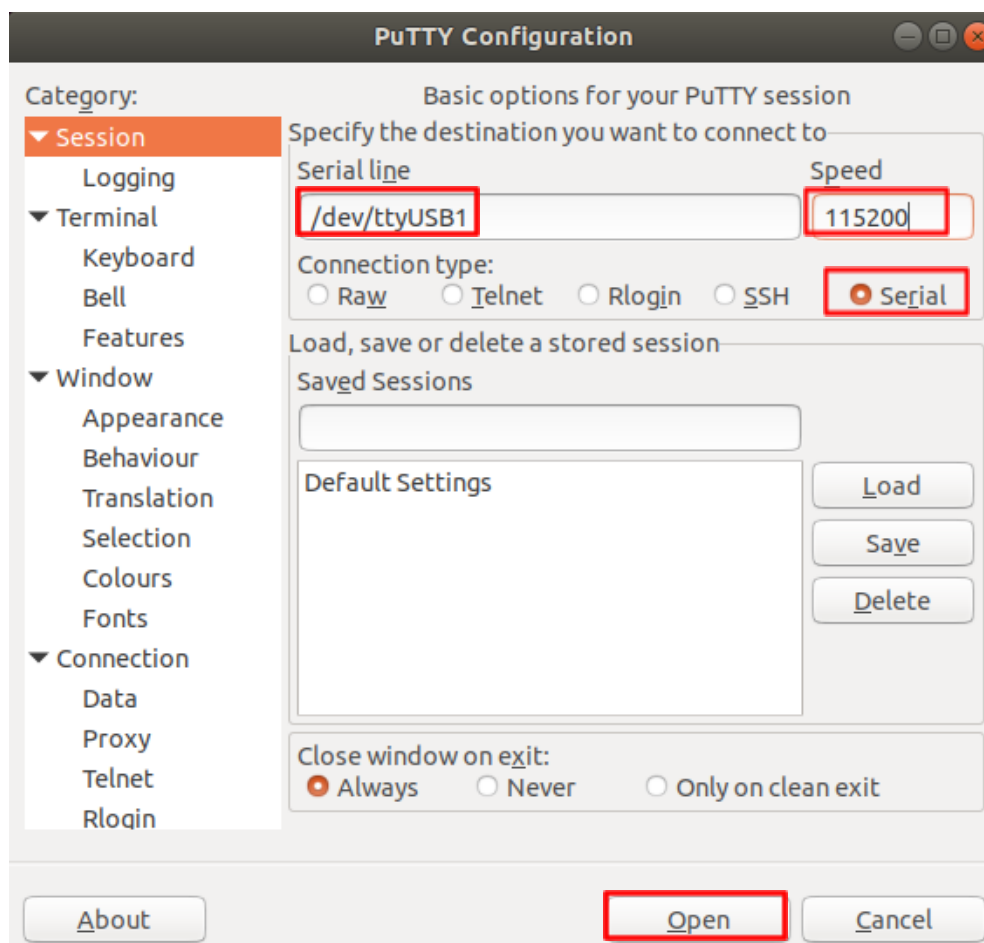 PuTTY Configuration
Category:
Session
Logging
Terminal
Keyboard
Bell
Features
Window
Appearance
Behaviour
Translation
Selection
Colours
Fonts
Connection
Data
Proxy
Telnet
Rlogin
Basic options for your PuTTY session
Specify the destination you want to connect to
Serial line Speed
/dev/ttyUSB1 115200
Connection type:
Raw Telnet Rlogin SSH Serial
Load, save or delete a stored session
Saved Sessions
Default Settings
Load
Save
Delete
Close window on exit:
Always Never Only on clean exit
About Open Cancel